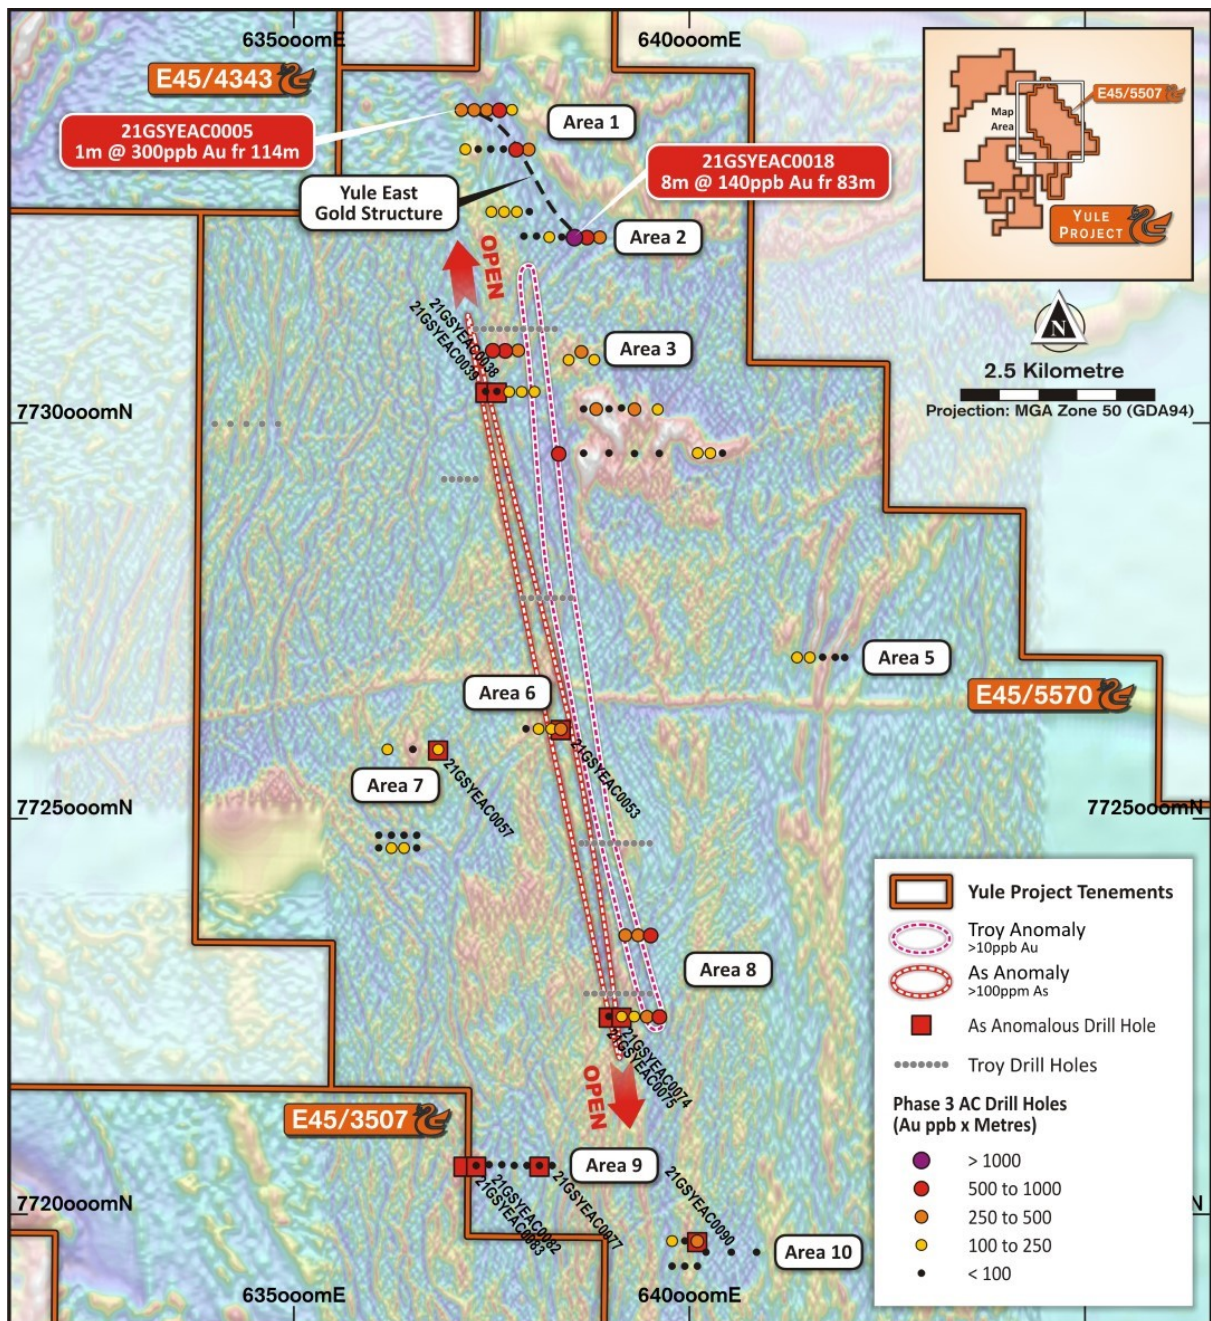 635000mE
640000mE
E45/4343
21GSYEAC0005
1m @ 300ppb Au fr 114m
Area 1
21GSYEAC0018
8m @ 140ppb Au fr 83m
Yule East
Gold Structure
Area 2
OPEN
Map
Area
E45/5507
YULE
PROJECT
N
2.5 Kilometre
Projection: MGA Zone 50 (GDA94)
21GSYEAC0038
21GSYEAC0039
Area 3
7730000mN
Area 5
E45/5570
Area 6
21GSYEAC0053
Area 7
21GSYEAC0057
7725000mN
7725000mN
Area 8
21GSYEAC0074
21GSYEAC0075
OPEN
E45/3507
Area 9
21GSYEAC0082
21GSYEAC0083
21GSYEAC0077
21GSYEAC0090
7720000mN
N
Area 10
635000mE
640000mE
Yule Project Tenements
Troy Anomaly
>10ppb Au
As Anomaly
>100ppm As
As Anomalous Drill Hole
Troy Drill Holes
Phase 3 AC Drill Holes
(Au ppb x Metres)
> 1000
500 to 1000
250 to 500
100 to 250
< 100